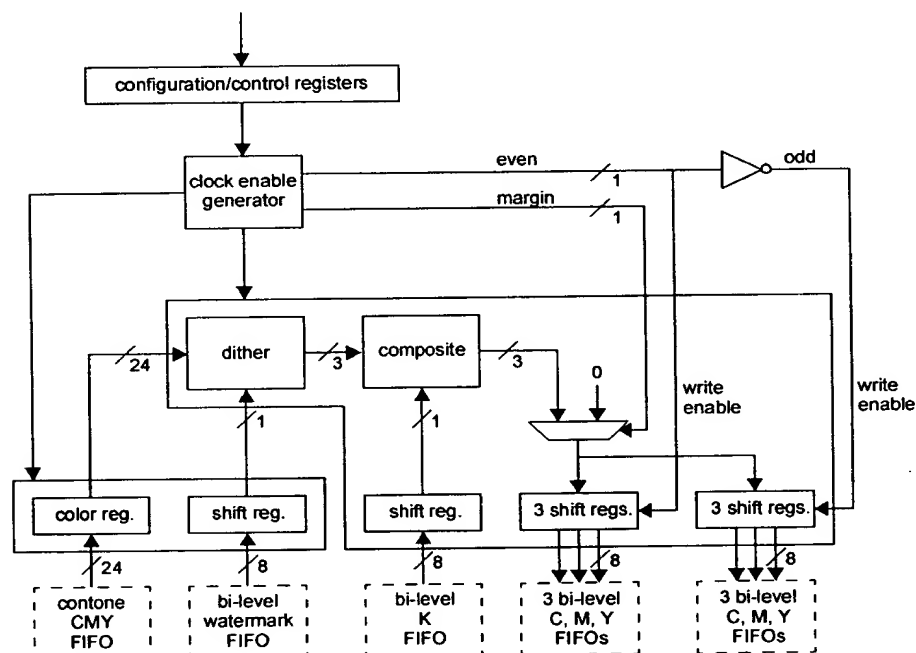 configuration/control registers
even
odd
clock enable
generator
1
margin
1
dither
composite
24
3
3
0
write
enable
write
enable
1
1
color reg.
shift reg.
shift reg.
3 shift regs.
3 shift regs.
24
8
8
8
8
contone
CMY
FIFO
bi-level
watermark
FIFO
bi-level
K
FIFO
3 bi-level
C, M, Y
FIFOs
3 bi-level
C, M, Y
FIFOs